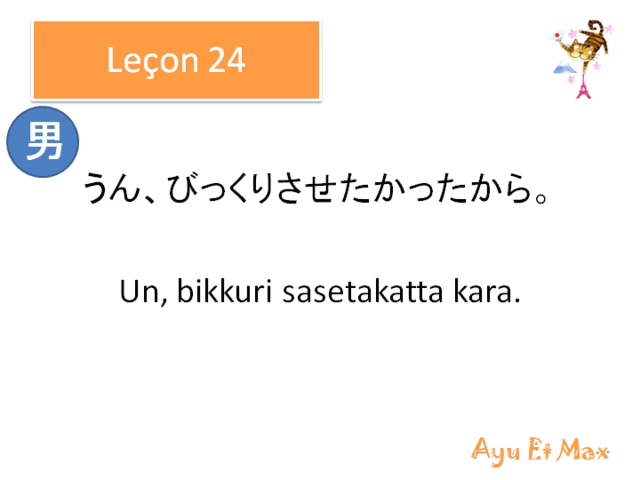 Leçon 24
男
うん、びっくりさせたかったから。
Un, bikkuri sasetakatta kara.
Ayu Et Max